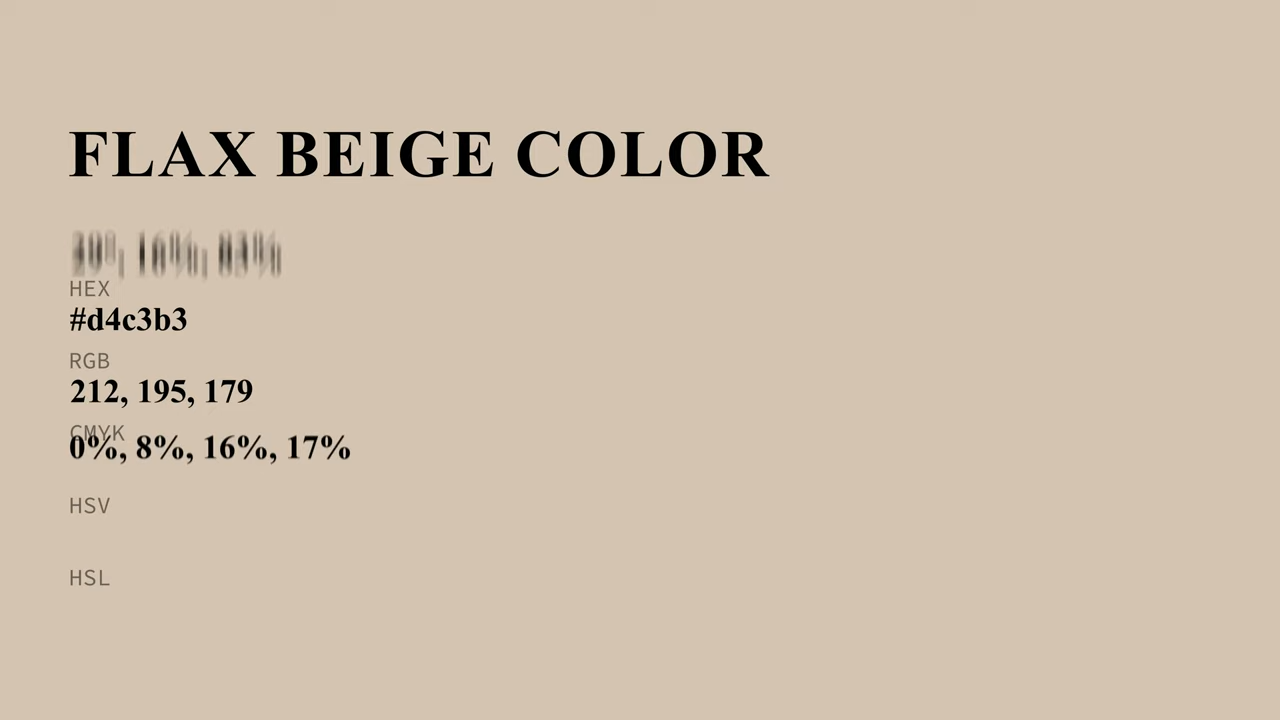 FLAX BEIGE COLOR
HEX
#d4c3b3
RGB
212, 195, 179
CMYK
0%, 8%, 16%, 17%
HSV
HSL